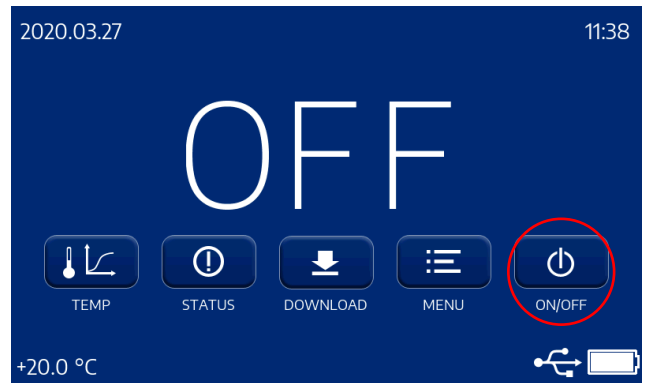 2020.03.27 11:38
OFF
TEMP STATUS DOWNLOAD MENU ON/OFF
+20.0 °C